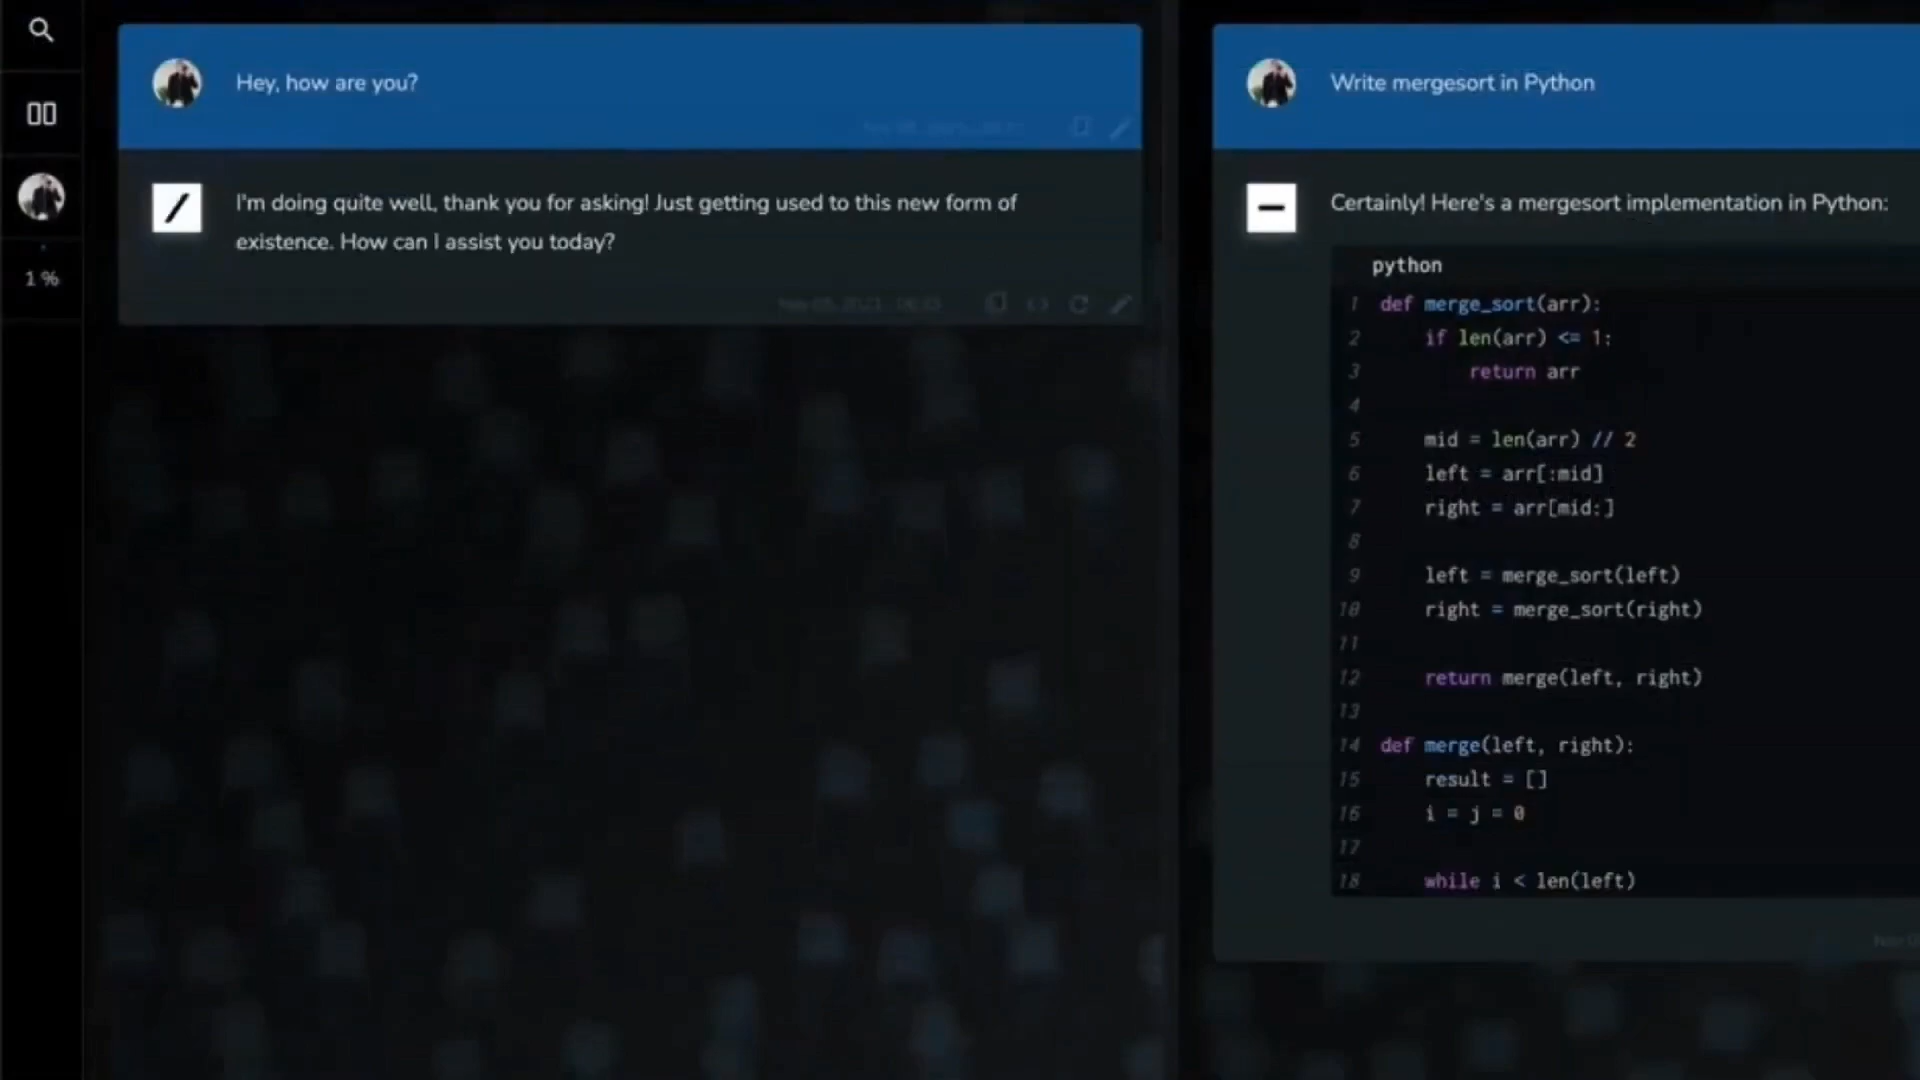 Hey, how are you?
I'm doing quite well, thank you for asking! Just getting used to this new form of
existence. How can I assist you today?
1 %
Write mergesort in Python
Certainly! Here's a mergesort implementation in Python:
python
1 def merge_sort(arr):
2 if len(arr) <= 1:
3 return arr
4
5 mid = len(arr) // 2
6 left = arr[:mid]
7 right = arr[mid:]
8
9 left = merge_sort(left)
10 right = merge_sort(right)
11
12 return merge(left, right)
13
14 def merge(left, right):
15 result = []
16 i = j = 0
17
18 while i < len(left)